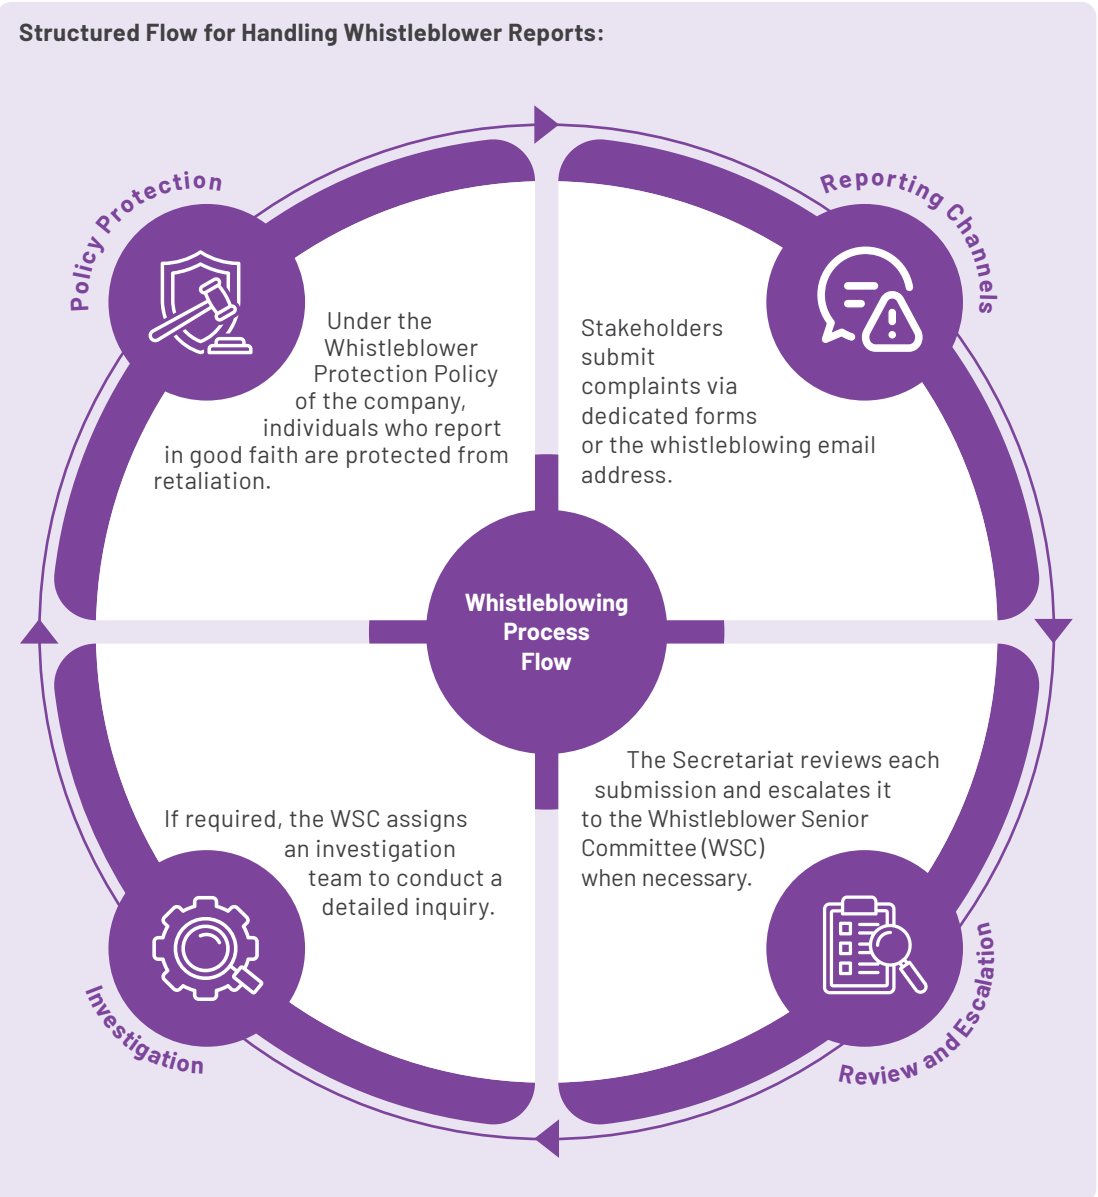 Structured Flow for Handling Whistleblower Reports:
Policy Protection
Under the
Whistleblower
Protection Policy
of the company,
individuals who report
in good faith are protected from
retaliation.
Reporting Channels
Stakeholders
submit
complaints via
dedicated forms
or the whistleblowing email
address.
Whistleblowing
Process
Flow
The Secretariat reviews each
submission and escalates it
to the Whistleblower Senior
Committee (WSC)
when necessary.
Review and Escalation
If required, the WSC assigns
an investigation
team to conduct a
detailed inquiry.
Investigation